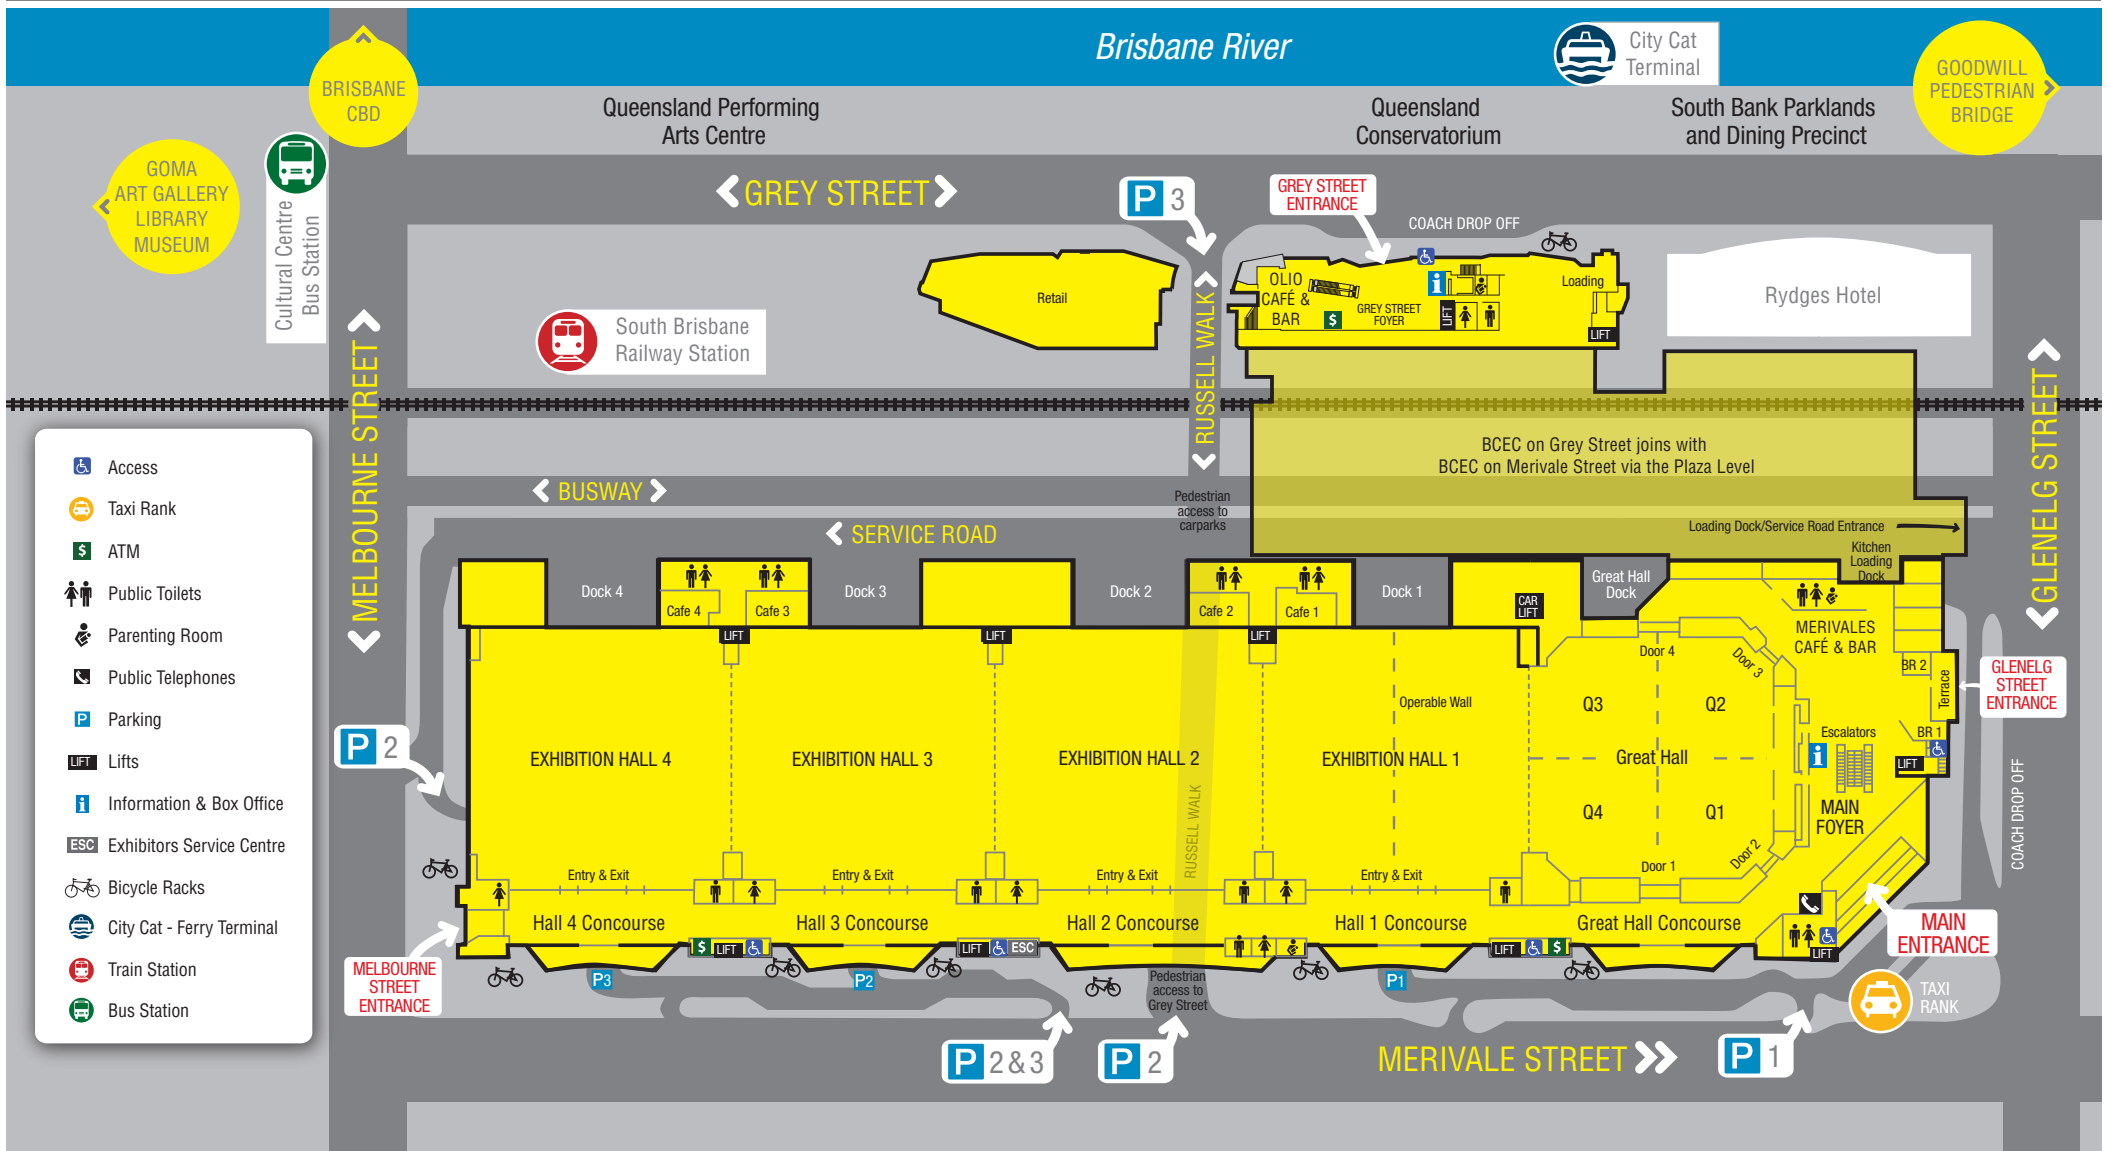 Brisbane River
City Cat
Terminal
BRISBANE
CBD
GOODWILL
PEDESTRIAN
BRIDGE
Queensland Performing
Arts Centre
Queensland
Conservatorium
South Bank Parklands
and Dining Precinct
GOMA
ART GALLERY
LIBRARY
MUSEUM
Cultural Centre
Bus Station
GREY STREET
P 3
GREY STREET
ENTRANCE
COACH DROP OFF
Retail
OLIO
CAFÉ &
BAR
$
GREY STREET
FOYER
i
LIFT
Loading
LIFT
Rydges Hotel
South Brisbane
Railway Station
RUSSELL WALK
MELBOURNE STREET
GLENELG STREET
BCEC on Grey Street joins with
BCEC on Merivale Street via the Plaza Level
BUSWAY
Pedestrian
access to
carparks
SERVICE ROAD
Loading Dock/Service Road Entrance
Kitchen
Loading
Dock
Access
Taxi Rank
$ ATM
Public Toilets
Parenting Room
Public Telephones
P Parking
LIFT Lifts
i Information & Box Office
ESC Exhibitors Service Centre
Bicycle Racks
City Cat - Ferry Terminal
Train Station
Bus Station
Dock 4
Cafe 4
Cafe 3
Dock 3
Dock 2
Cafe 2
Cafe 1
Dock 1
CAR
LIFT
Great Hall
Dock
LIFT
LIFT
LIFT
MERIVALES
CAFÉ & BAR
Door 4
Door 3
BR 2
Terrace
GLENELG
STREET
ENTRANCE
Operable Wall
Q3
Q2
P 2
EXHIBITION HALL 4
EXHIBITION HALL 3
EXHIBITION HALL 2
EXHIBITION HALL 1
Great Hall
Escalators
i
BR 1
LIFT
RUSSELL WALK
Q4
Q1
MAIN
FOYER
COACH DROP OFF
Entry & Exit
Entry & Exit
Entry & Exit
Entry & Exit
Door 1
Door 2
Hall 4 Concourse
Hall 3 Concourse
Hall 2 Concourse
Hall 1 Concourse
Great Hall Concourse
MAIN
ENTRANCE
$ LIFT
LIFT ESC
LIFT $
LIFT
MELBOURNE
STREET
ENTRANCE
P3
P2
Pedestrian
access to
Grey Street
P1
TAXI
RANK
P 2 & 3
P 2
MERIVALE STREET
P 1